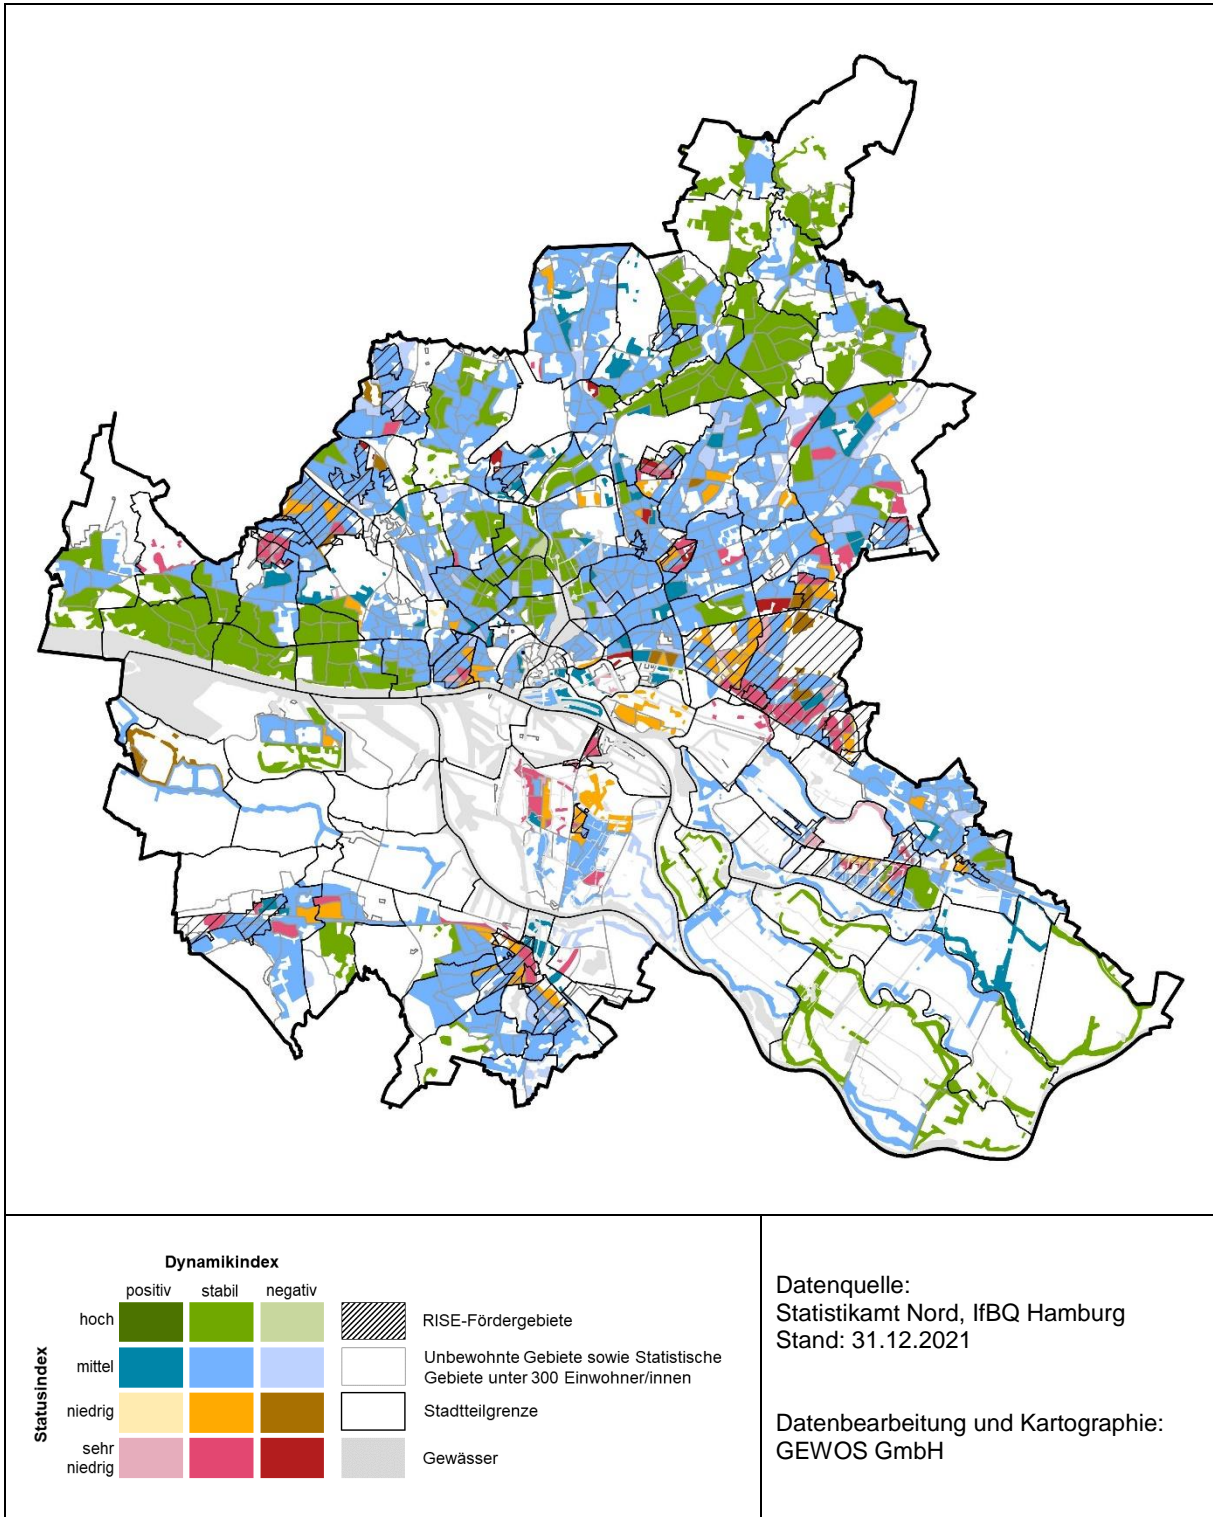 Dynamikindex
positiv stabil negativ
Statusindex
hoch
mittel
niedrig
sehr
niedrig
RISE-Fördergebiete
Unbewohnte Gebiete sowie Statistische
Gebiete unter 300 Einwohner/innen
Stadtteilgrenze
Gewässer
Datenquelle:
Statistikamt Nord, IfBQ Hamburg
Stand: 31.12.2021
Datenbearbeitung und Kartographie:
GEWOS GmbH